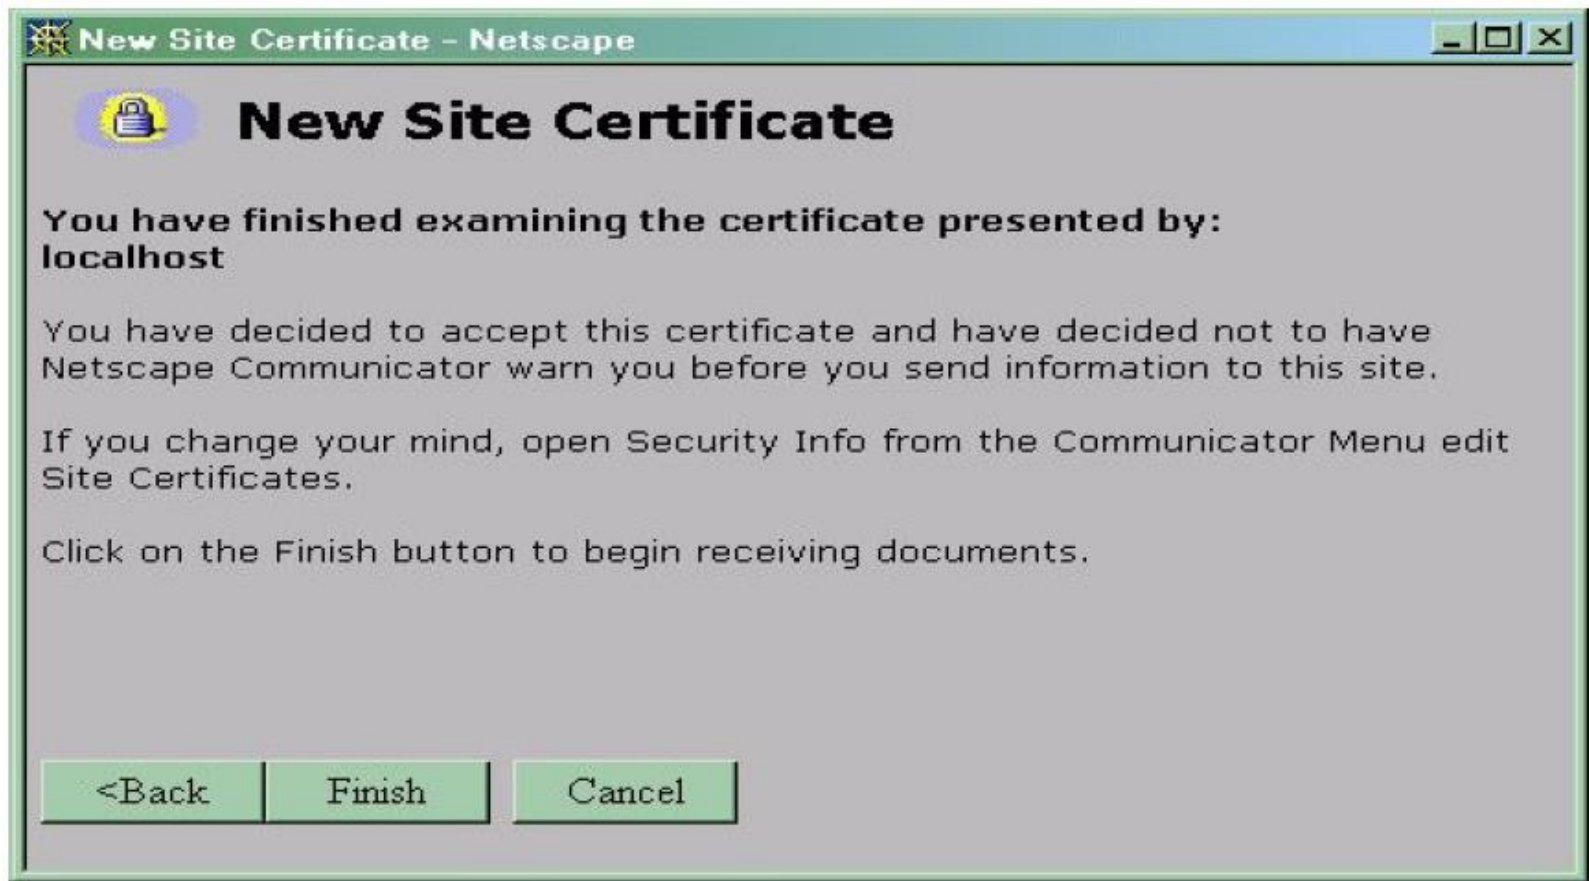 New Site Certificate - Netscape
New Site Certificate
You have finished examining the certificate presented by:
localhost
You have decided to accept this certificate and have decided not to have
Netscape Communicator warn you before you send information to this site.
If you change your mind, open Security Info from the Communicator Menu edit
Site Certificates.
Click on the Finish button to begin receiving documents.
<Back Finish Cancel